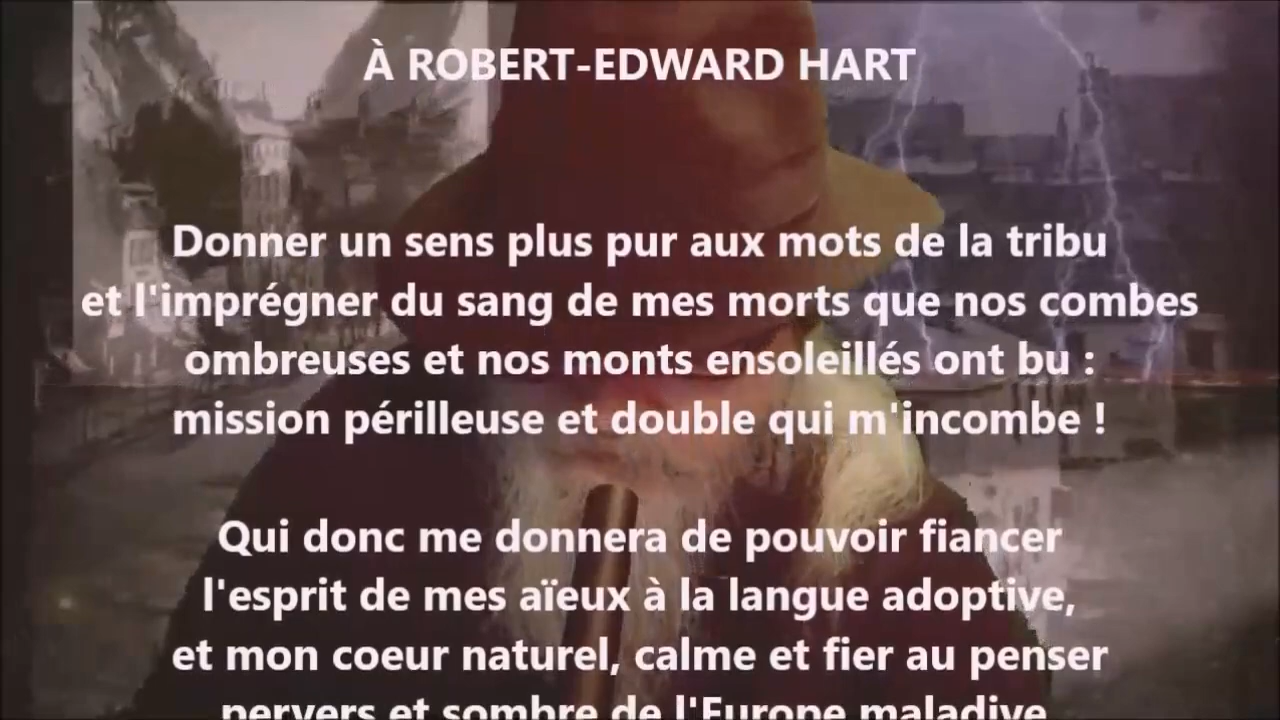 À ROBERT-EDWARD HART
Donner un sens plus pur aux mots de la tribu
et l'imprégner du sang de mes morts que nos combes
ombreuses et nos monts ensoleillés ont bu :
mission périlleuse et double qui m'incombe !
Qui donc me donnera de pouvoir fiancer
l'esprit de mes aïeux à la langue adoptive,
et mon coeur naturel, calme et fier au penser
pervers et sombre de l'Europe maladive